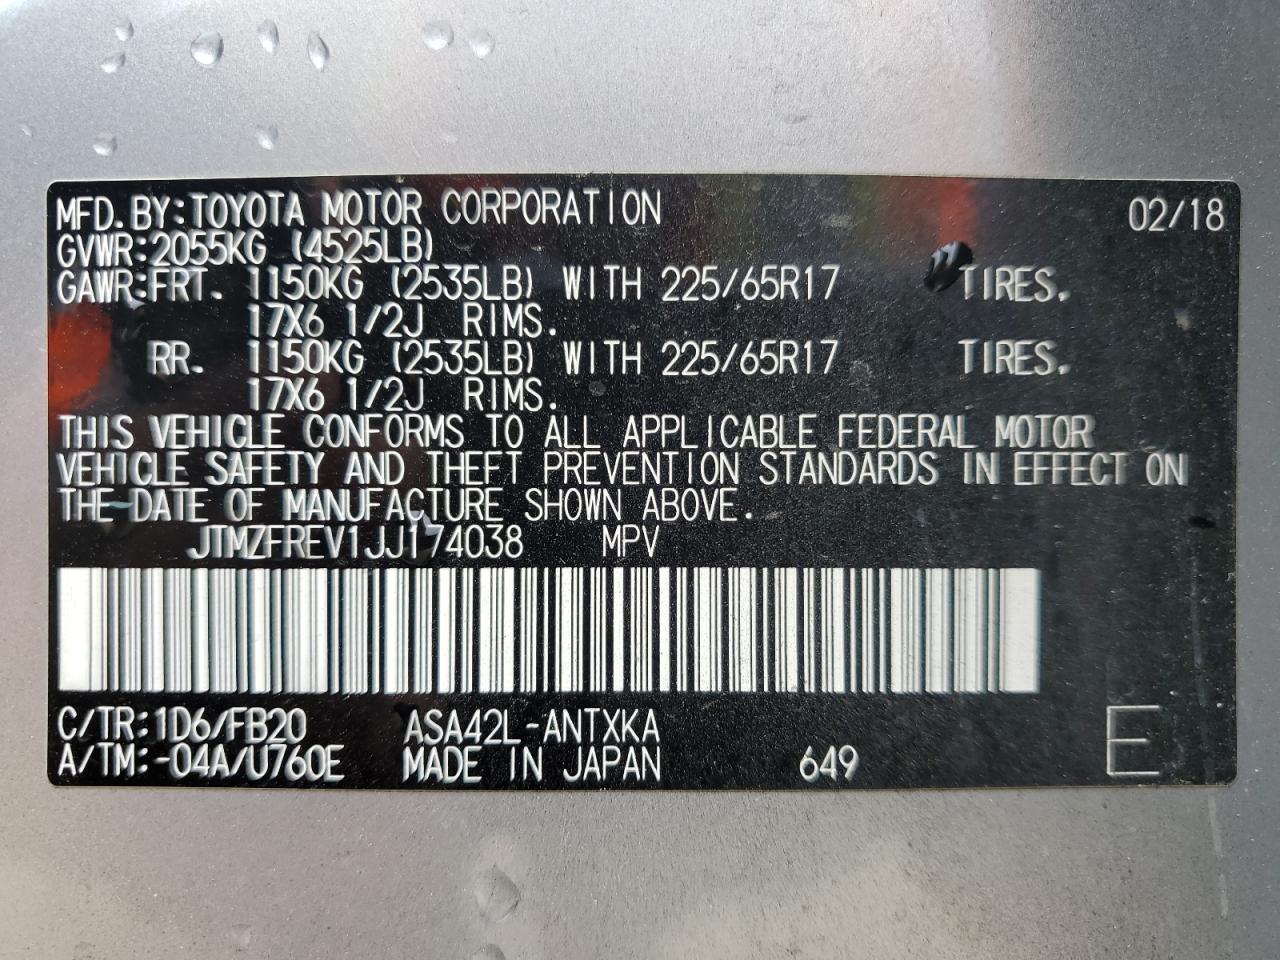 MFD. BY: TOYOTA MOTOR CORPORATION 02/18
GVWR: 2055KG (4525LB)
GAWR: FRT. 1150KG (2535LB) WITH 225/65R17 TIRES.
17X6 1/2J RIMS.
RR. 1150KG (2535LB) WITH 225/65R17 TIRES.
17X6 1/2J RIMS.
THIS VEHICLE CONFORMS TO ALL APPLICABLE FEDERAL MOTOR
VEHICLE SAFETY AND THEFT PREVENTION STANDARDS IN EFFECT ON
THE DATE OF MANUFACTURE SHOWN ABOVE.
JTMZFREV1JJ174038 MPV
C/TR: 1D6/FB20 ASA42L-ANTXKA
A/TM: -04A/U760E MADE IN JAPAN 649 E